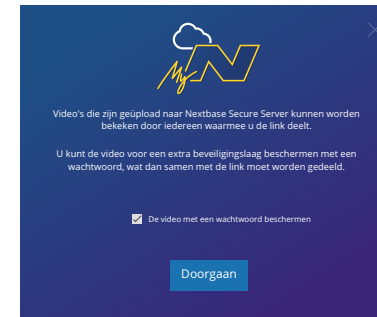 My N
Video's die zijn geüpload naar Nextbase Secure Server kunnen worden
bekeken door iedereen waarmee u de link deelt.
U kunt de video voor een extra beveiligingslaag beschermen met een
wachtwoord, wat dan samen met de link moet worden gedeeld.
De video met een wachtwoord beschermen
Doorgaan